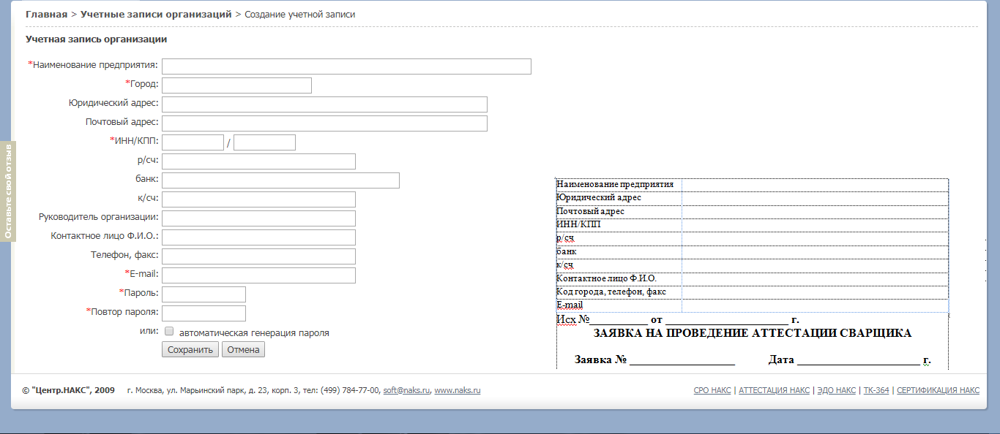 Главная > Учетные записи организаций > Создание учетной записи
Учетная запись организации
*Наименование предприятия:
*Город:
Юридический адрес:
Почтовый адрес:
*ИНН/КПП: /
р/сч:
банк:
к/сч:
Руководитель организации:
Контактное лицо Ф.И.О.:
Телефон, факс:
*E-mail:
*Пароль:
*Повтор пароля:
или: автоматическая генерация пароля
Сохранить Отмена
Оставьте свой отзыв
Наименование предприятия
Юридический адрес
Почтовый адрес
ИНН/КПП
р/сч
банк
к/сч
Контактное лицо Ф.И.О.
Код города, телефон, факс
E-mail
Исх №___________ от _______________________ г.
ЗАЯВКА НА ПРОВЕДЕНИЕ АТТЕСТАЦИИ СВАРЩИКА
Заявка № ___________________ Дата ______________________ г.
© "Центр.НАКС", 2009 г. Москва, ул. Марьинский парк, д. 23, корп. 3, тел: (499) 784-77-00, soft@naks.ru, www.naks.ru
СРО НАКС | АТТЕСТАЦИЯ НАКС | ЭДО НАКС | ТК-364 | СЕРТИФИКАЦИЯ НАКС